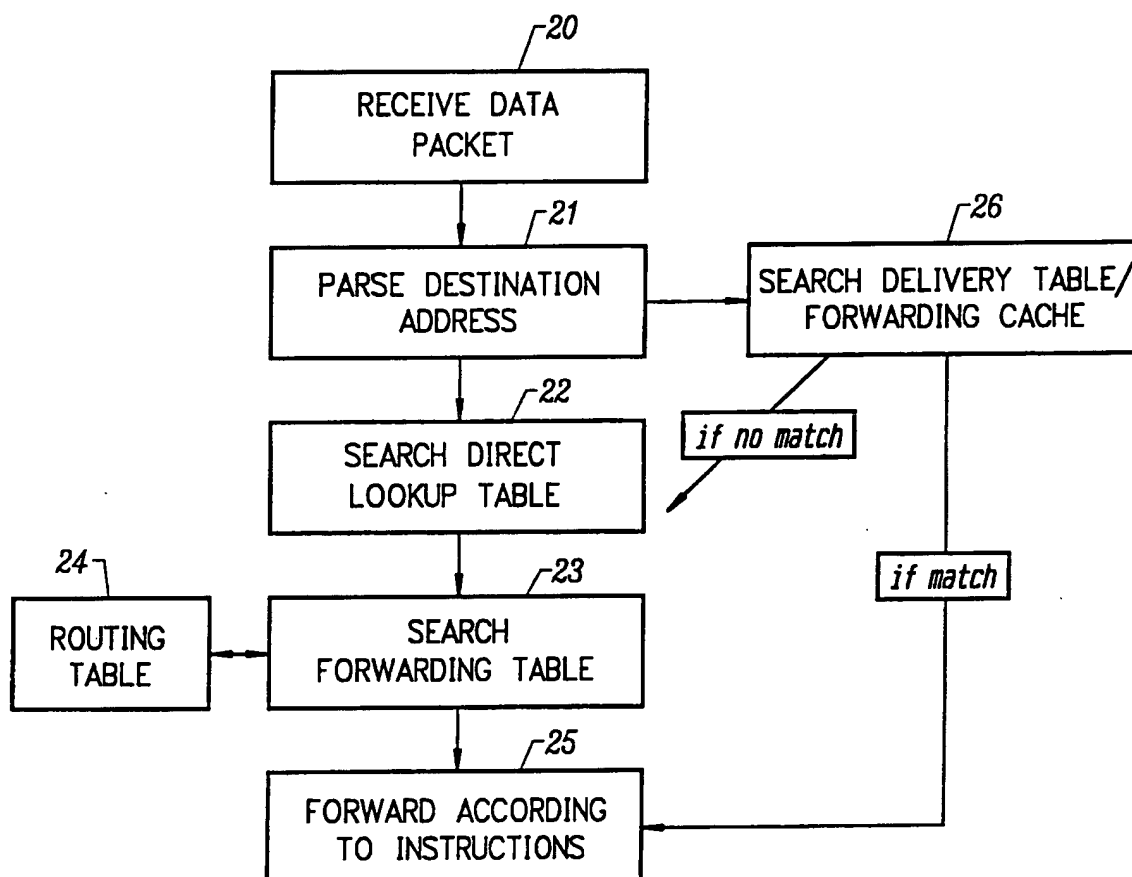 20
RECEIVE DATA
PACKET
21
PARSE DESTINATION
ADDRESS
26
SEARCH DELIVERY TABLE/
FORWARDING CACHE
22
SEARCH DIRECT
LOOKUP TABLE
if no match
if match
24
ROUTING
TABLE
23
SEARCH
FORWARDING TABLE
25
FORWARD ACCORDING
TO INSTRUCTIONS